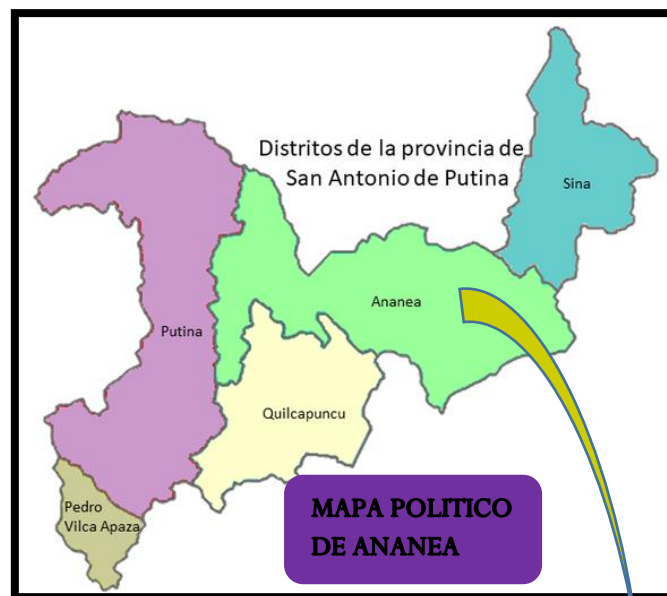 Distritos de la provincia de
San Antonio de Putina
Sina
Ananea
Putina
Quilcapuncu
Pedro
Vilca Apaza
MAPA POLITICO
DE ANANEA